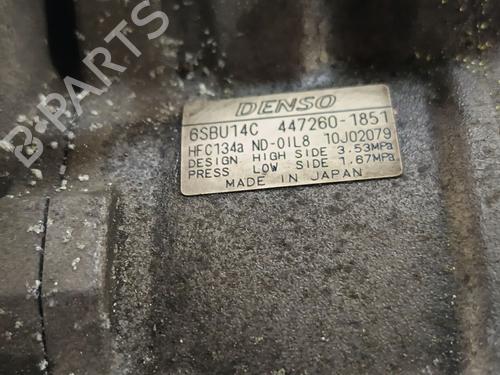 B-PARTS
DENSO
6SBU14C 447260-1851
HFC134a ND-OIL8 10J02079
DESIGN HIGH SIDE 3.53MPa
PRESS LOW SIDE 1.67MPa
MADE IN JAPAN
B-PARTS